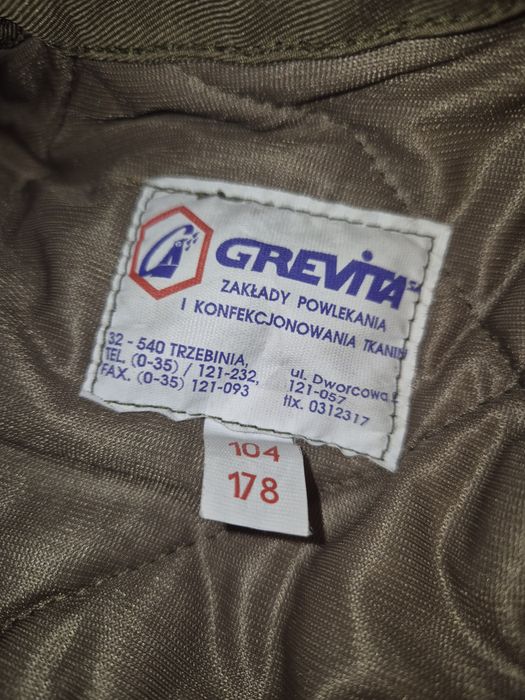 GREVITA SA
ZAKŁADY POWLEKANIA
I KONFEKCJONOWANIA TKANIN
32 - 540 TRZEBINIA,
TEL. (0-35) / 121-232,
FAX. (0-35) 121-093
ul. Dworcowa
121-057
tlx. 0312317
104
178